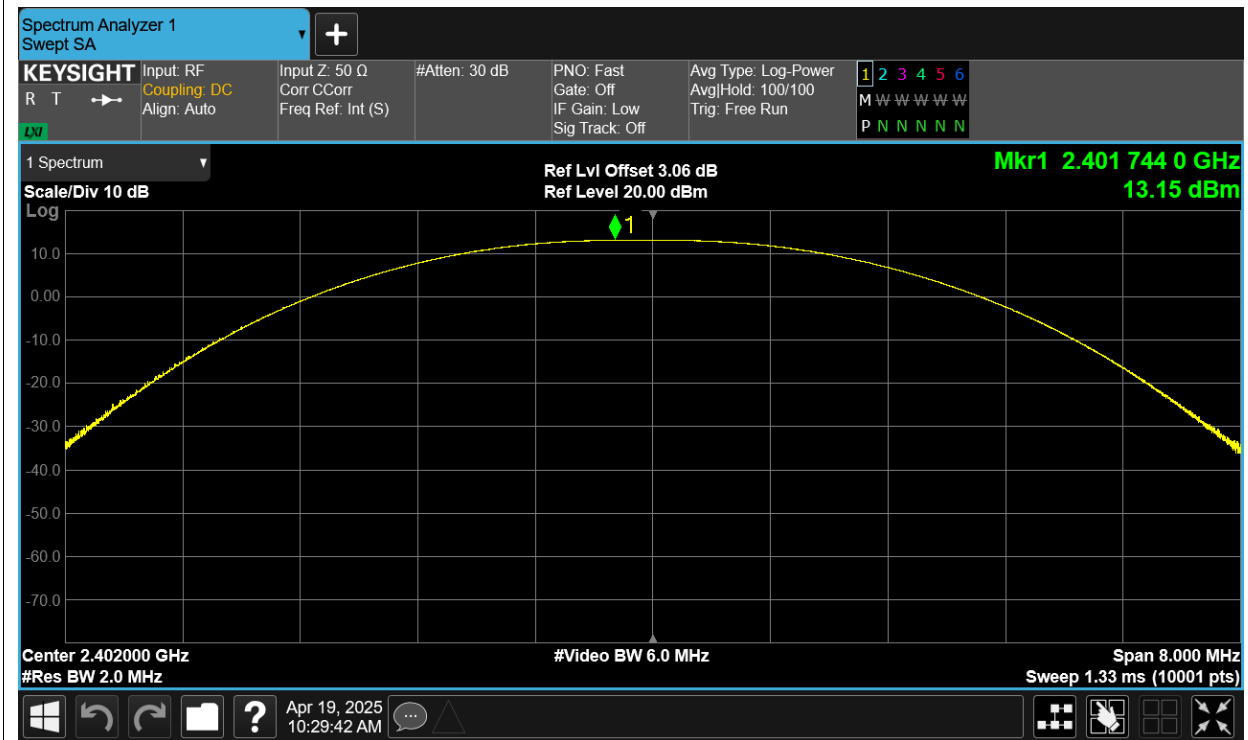 Spectrum Analyzer 1
Swept SA
+
KEYSIGHT
R T
LXI
Input: RF
Coupling: DC
Align: Auto
Input Z: 50 Ω
Corr CCorr
Freq Ref: Int (S)
#Atten: 30 dB
PNO: Fast
Gate: Off
IF Gain: Low
Sig Track: Off
Avg Type: Log-Power
Avg|Hold: 100/100
Trig: Free Run
1 2 3 4 5 6
M W W W W W
P N N N N N
1 Spectrum
Scale/Div 10 dB
Log
Ref Lvl Offset 3.06 dB
Ref Level 20.00 dBm
Mkr1 2.401 744 0 GHz
13.15 dBm
1
10.0
0.00
-10.0
-20.0
-30.0
-40.0
-50.0
-60.0
-70.0
Center 2.402000 GHz
#Res BW 2.0 MHz
#Video BW 6.0 MHz
Span 8.000 MHz
Sweep 1.33 ms (10001 pts)
?
Apr 19, 2025
10:29:42 AM